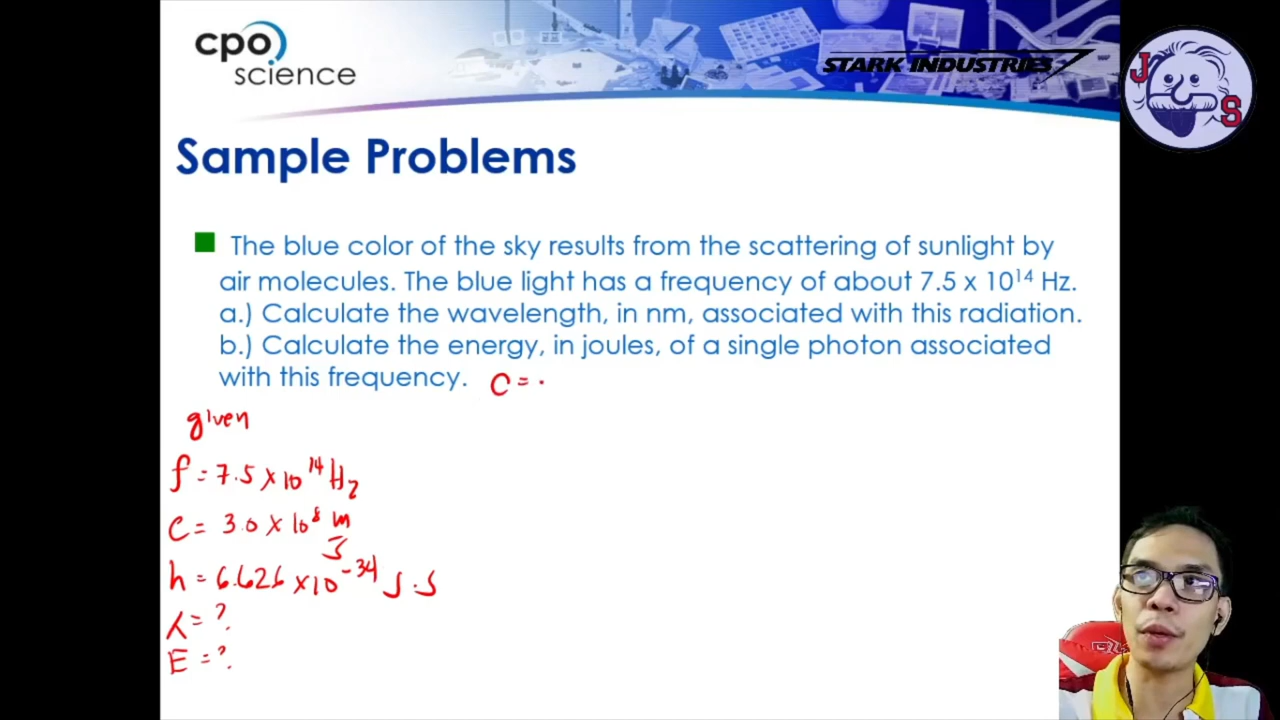 cpo
science
STARK INDUSTRIES
J
S
Sample Problems
The blue color of the sky results from the scattering of sunlight by
air molecules. The blue light has a frequency of about 7.5 x 10¹⁴ Hz.
a.) Calculate the wavelength, in nm, associated with this radiation.
b.) Calculate the energy, in joules, of a single photon associated
with this frequency. C = .
given
f = 7.5 x 10¹⁴ Hz
c = 3.0 x 10⁸ m
s
h = 6.626 x 10⁻³⁴ J.S
λ = ?
E = ?